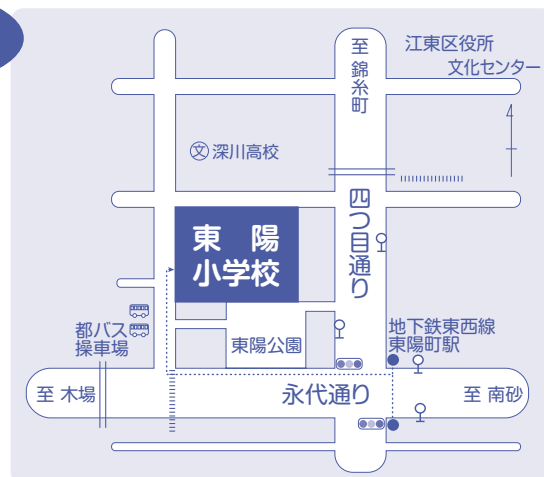 至
錦
糸
町
江東区役所
文化センター
文 深川高校
四つ目通り
東 陽
小学校
都バス
操車場
東陽公園
地下鉄東西線
東陽町駅
至 木場
永代通り
至 南砂